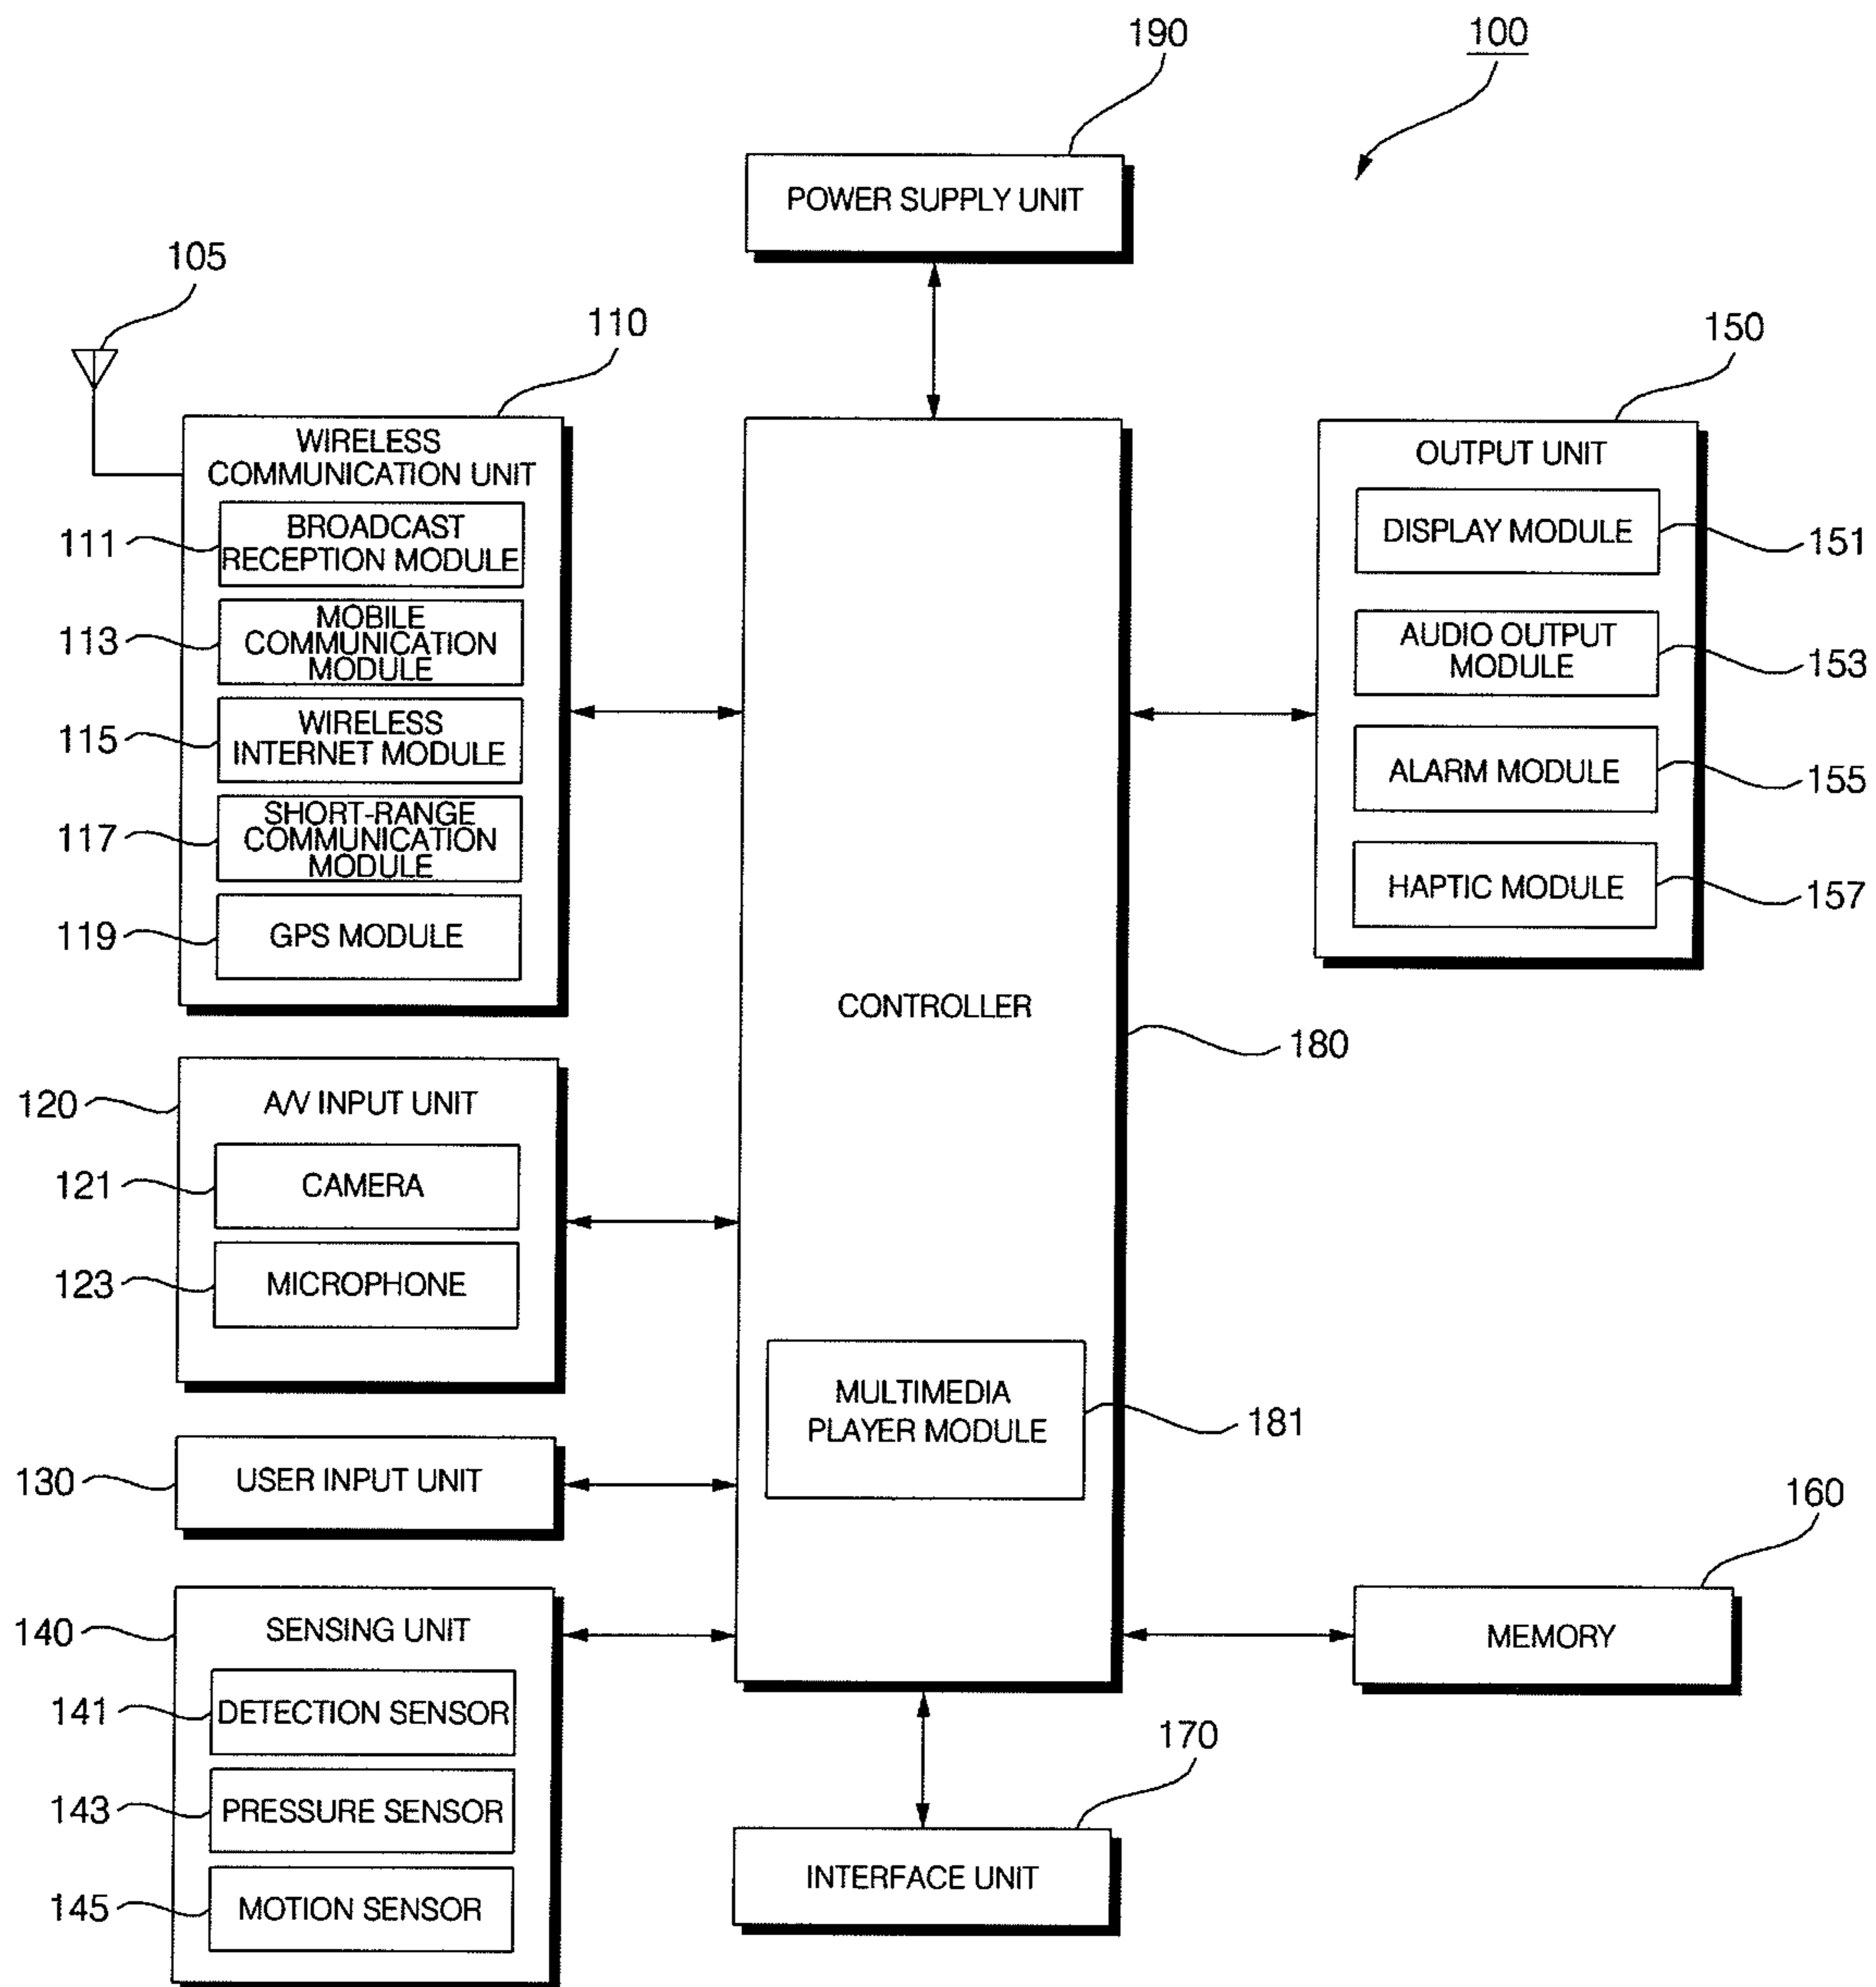 190
100
POWER SUPPLY UNIT
105
110
150
WIRELESS
COMMUNICATION UNIT
111
BROADCAST
RECEPTION MODULE
113
MOBILE
COMMUNICATION
MODULE
115
WIRELESS
INTERNET MODULE
117
SHORT-RANGE
COMMUNICATION
MODULE
119
GPS MODULE
OUTPUT UNIT
DISPLAY MODULE
151
AUDIO OUTPUT
MODULE
153
ALARM MODULE
155
HAPTIC MODULE
157
CONTROLLER
180
120
A/V INPUT UNIT
121
CAMERA
123
MICROPHONE
MULTIMEDIA
PLAYER MODULE
181
130
USER INPUT UNIT
160
MEMORY
140
SENSING UNIT
141
DETECTION SENSOR
143
PRESSURE SENSOR
145
MOTION SENSOR
170
INTERFACE UNIT